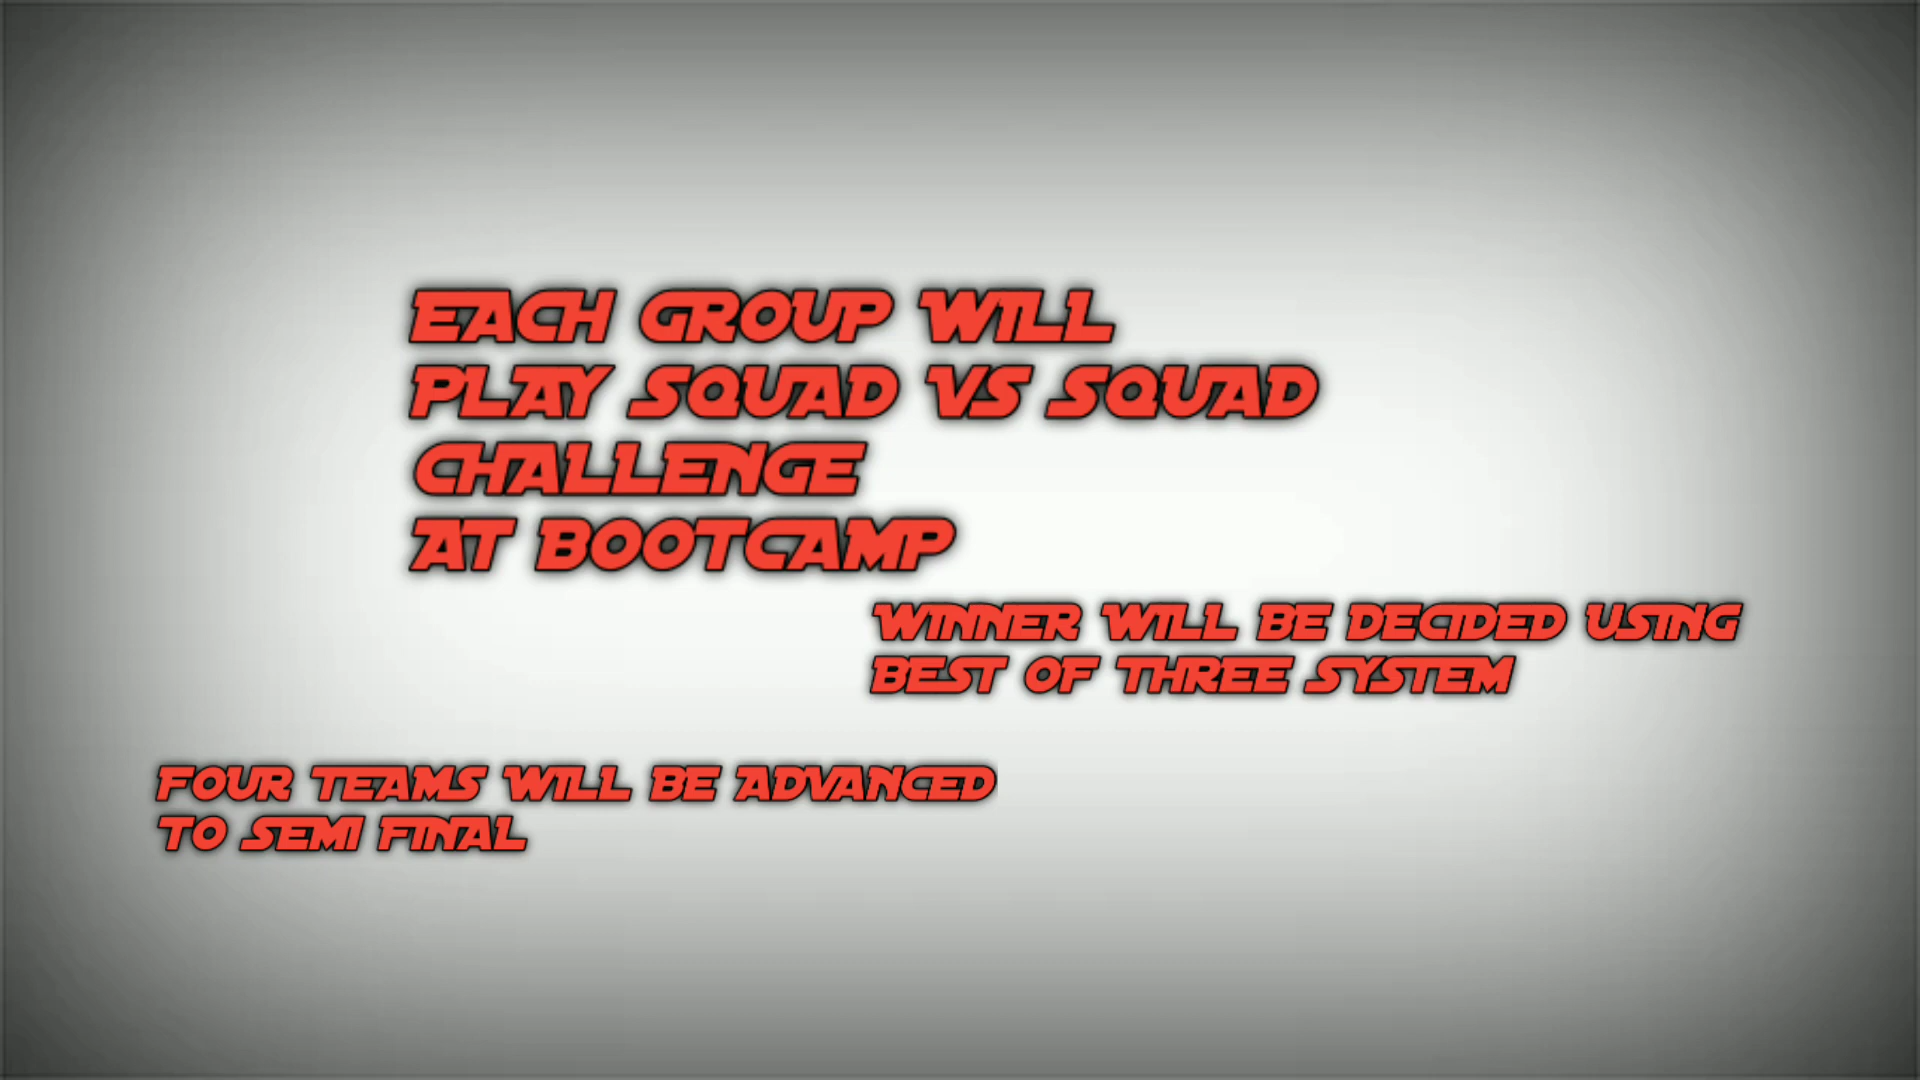 EACH GROUP WILL
PLAY SQUAD VS SQUAD
CHALLENGE
AT BOOTCAMP
WINNER WILL BE DECIDED USING
BEST OF THREE SYSTEM
FOUR TEAMS WILL BE ADVANCED
TO SEMI FINAL